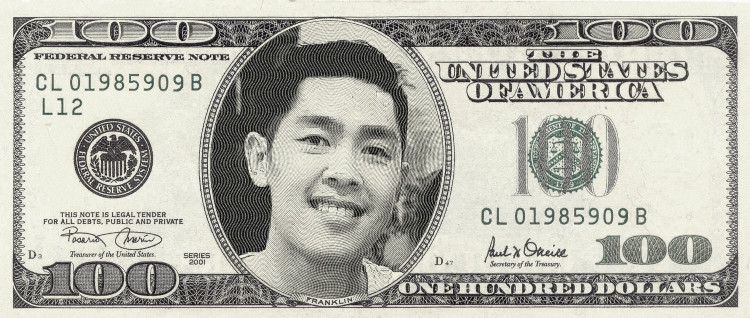 100
100
FEDERAL RESERVE NOTE
THE
UNITED STATES
OF AMERICA
CL 01985909 B
L12
100
UNITED STATES
FEDERAL RESERVE SYSTEM
THIS NOTE IS LEGAL TENDER
FOR ALL DEBTS, PUBLIC AND PRIVATE
CL 01985909 B
Treasurer of the United States.
SERIES
2001
Secretary of the Treasury.
D 3
D 47
100
100
FRANKLIN
ONE HUNDRED DOLLARS